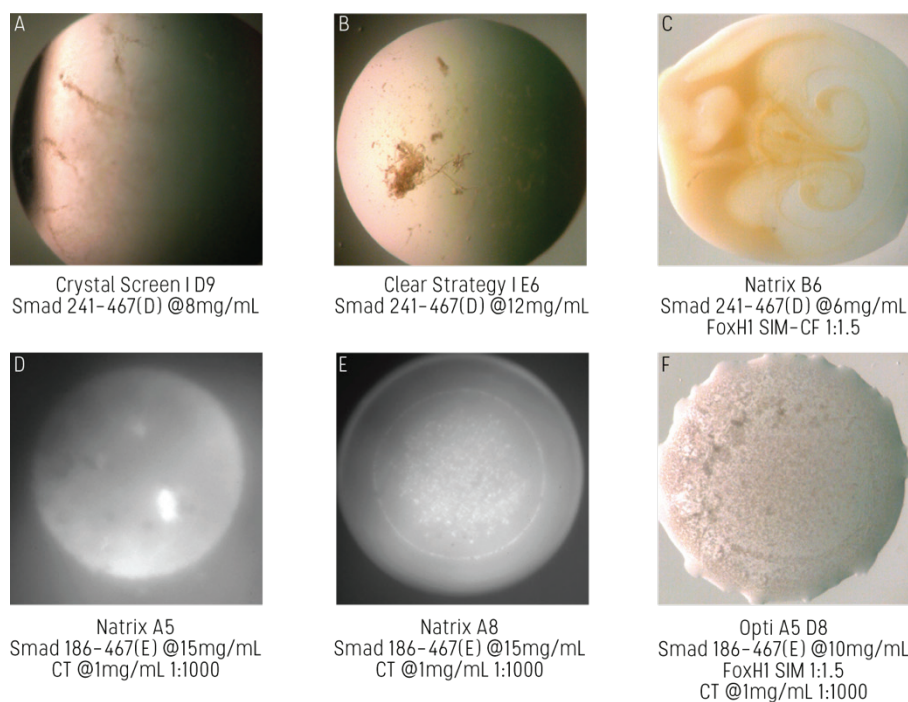 A
B
C
Crystal Screen I D9
Smad 241-467(D) @8mg/mL
Clear Strategy I E6
Smad 241-467(D) @12mg/mL
Natrix B6
Smad 241-467(D) @6mg/mL
FoxH1 SIM-CF 1:1.5
D
E
F
Natrix A5
Smad 186-467(E) @15mg/mL
CT @1mg/mL 1:1000
Natrix A8
Smad 186-467(E) @15mg/mL
CT @1mg/mL 1:1000
Opti A5 D8
Smad 186-467(E) @10mg/mL
FoxH1 SIM 1:1.5
CT @1mg/mL 1:1000